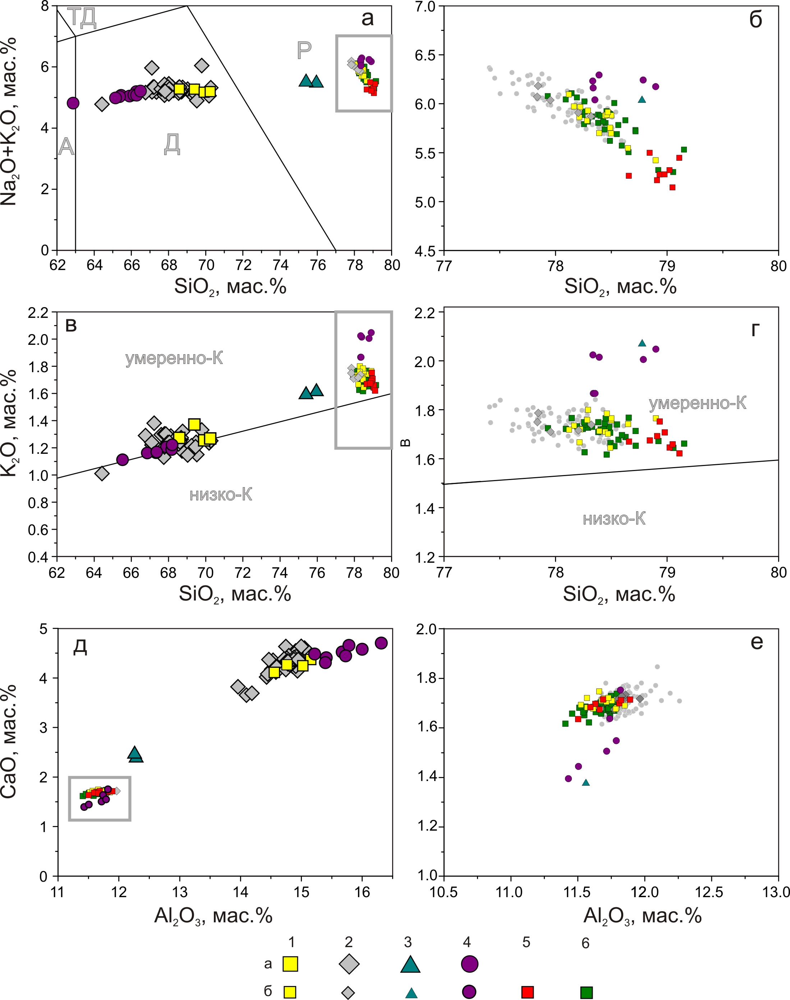 8
6
4
2
0
Na2O+K2O, мас.%
ТД
а
Р
А
Д
62 64 66 68 70 72 74 76 78 80
SiO2, мас.%
7.0
6.5
6.0
5.5
5.0
4.5
б
77 78 79 80
SiO2, мас.%
2.2
2.0
1.8
1.6
1.4
1.2
1.0
0.8
0.6
0.4
K2O, мас.%
в
умеренно-К
низко-К
62 64 66 68 70 72 74 76 78 80
SiO2, мас.%
в
2.2
2.0
1.8
1.6
1.4
1.2
г
умеренно-К
низко-К
77 78 79 80
SiO2, мас.%
5
4
3
2
1
0
CaO, мас.%
д
11 12 13 14 15 16
Al2O3, мас.%
2.0
1.8
1.6
1.4
1.2
1.0
е
10.5 11.0 11.5 12.0 12.5 13.0
Al2O3, мас.%
1 2 3 4 5 6
а
б